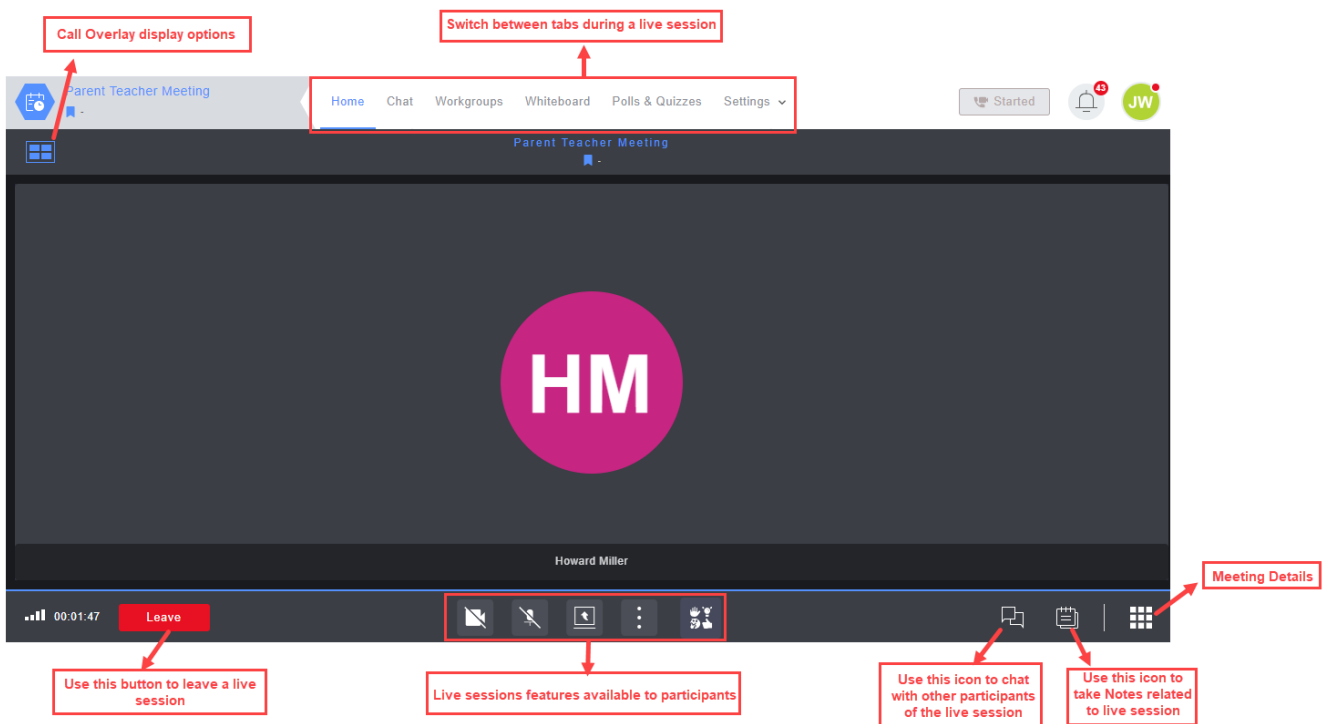 Call Overlay display options
Switch between tabs during a live session
Parent Teacher Meeting
-
Home Chat Workgroups Whiteboard Polls & Quizzes Settings
Started
43
JW
Parent Teacher Meeting
-
HM
Howard Miller
Meeting Details
00:01:47
Leave
Use this button to leave a live
session
Live sessions features available to participants
Use this icon to chat
with other participants
of the live session
Use this icon to
take Notes related
to live session